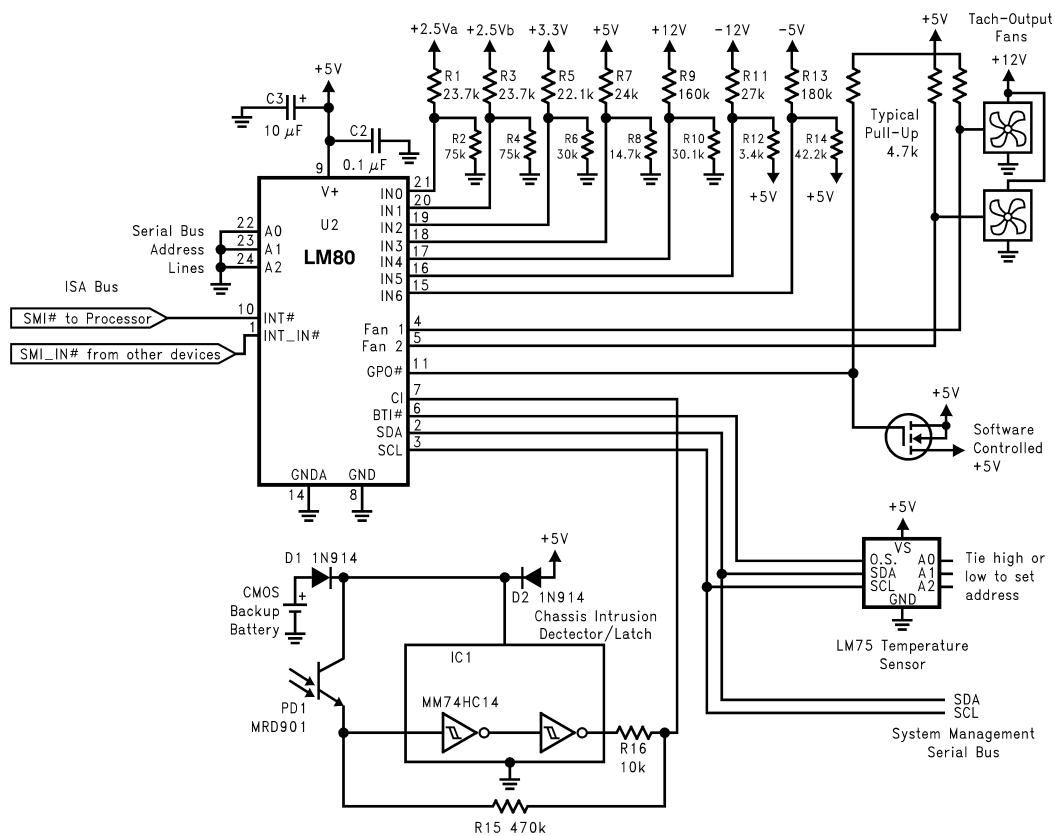 +2.5Va
+2.5Vb
+3.3V
+5V
+12V
-12V
-5V
+5V
Tach-Output
Fans
+12V
+5V
C3
+
10 µF
C2
0.1 µF
R1
23.7k
R3
23.7k
R5
22.1k
R7
24k
R9
160k
R11
27k
R13
180k
R2
75k
R4
75k
R6
30k
R8
14.7k
R10
30.1k
R12
3.4k
R14
42.2k
+5V
+5V
Typical
Pull-Up
4.7k
9
V+
U2
LM80
Serial Bus
Address
Lines
22
A0
23
A1
24
A2
ISA Bus
SMI# to Processor
10
INT#
1
INT_IN#
SMI_IN# from other devices
IN0
21
IN1
20
IN2
19
IN3
18
IN4
17
IN5
16
IN6
15
Fan 1
4
Fan 2
5
GPO#
11
CI
7
BTI#
6
SDA
2
SCL
3
GNDA
GND
14
8
+5V
Software
Controlled
+5V
+5V
VS
O.S.
A0
SDA
A1
SCL
A2
GND
Tie high or
low to set
address
LM75 Temperature
Sensor
D1 1N914
+5V
D2 1N914
+
CMOS
Backup
Battery
Chassis Intrusion
Dectector/Latch
IC1
MM74HC14
PD1
MRD901
R16
10k
R15 470k
SDA
SCL
System Management
Serial Bus